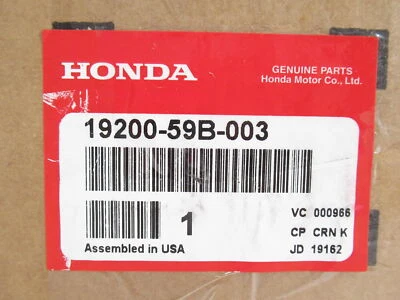 HONDA
GENUINE PARTS
Honda Motor Co., Ltd.
19200-59B-003
1
VC 000966
CP CRN K
Assembled in USA
JD 19162